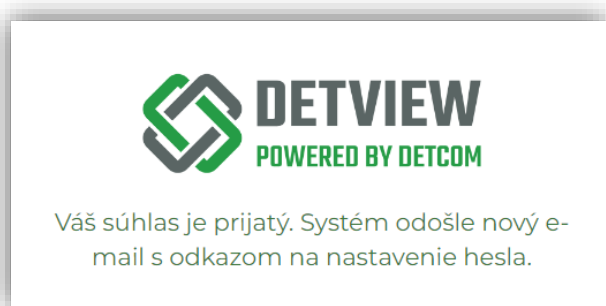 DETVIEW
POWERED BY DETCOM
Váš súhlas je prijatý. Systém odošle nový e-
mail s odkazom na nastavenie hesla.